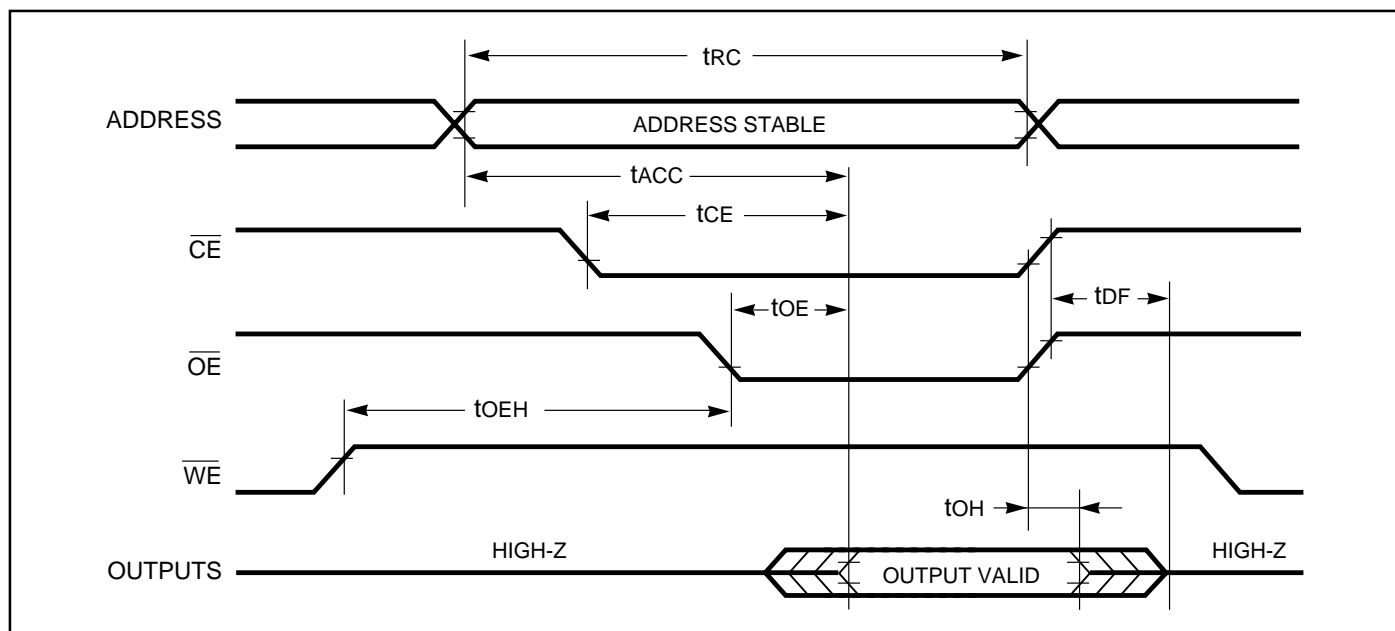 tRC
ADDRESS
ADDRESS STABLE
tACC
tCE
CE
tOE
tDF
OE
tOEH
WE
tOH
HIGH-Z
HIGH-Z
OUTPUTS
OUTPUT VALID